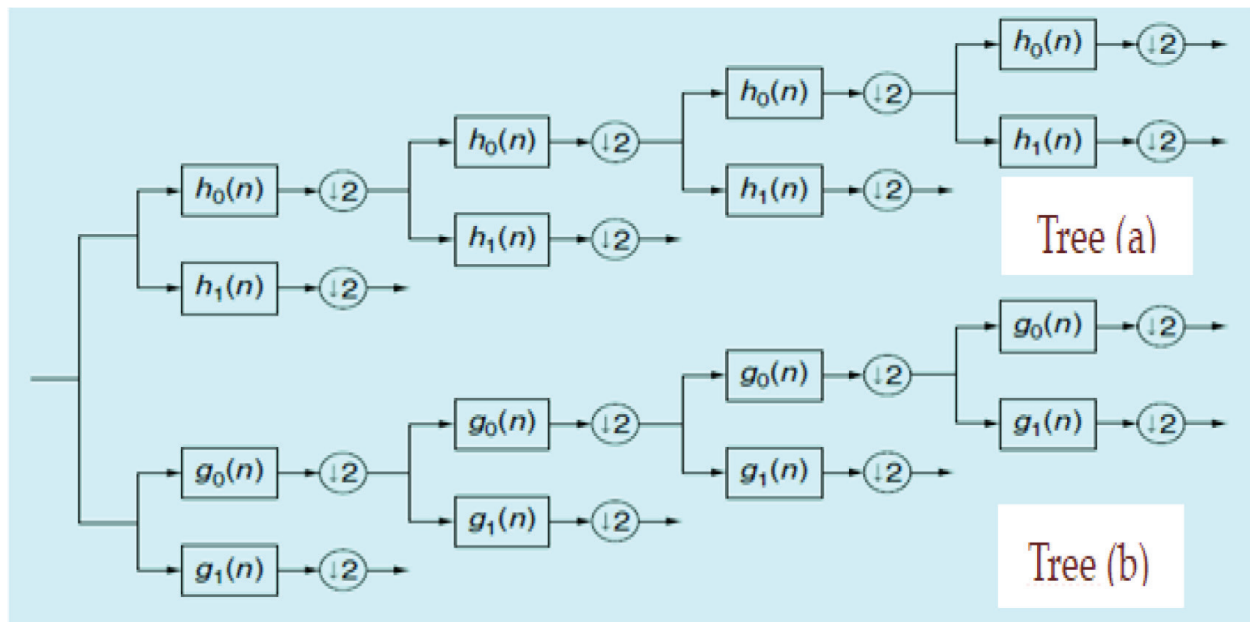 h₀(n) ↓2
h₀(n) ↓2
h₀(n) ↓2
h₁(n) ↓2
h₀(n) ↓2
h₁(n) ↓2
h₁(n) ↓2
Tree (a)
h₁(n) ↓2
g₀(n) ↓2
g₀(n) ↓2
g₀(n) ↓2
g₁(n) ↓2
g₀(n) ↓2
g₁(n) ↓2
g₁(n) ↓2
Tree (b)
g₁(n) ↓2